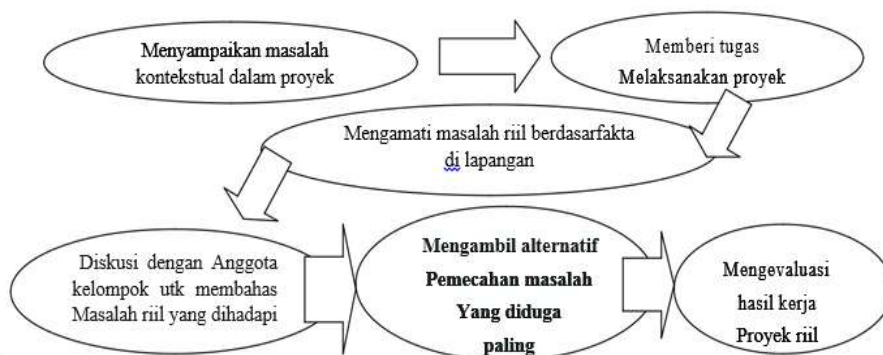 Menyampaikan masalah
kontekstual dalam proyek
Memberi tugas
Melaksanakan proyek
Mengamati masalah riil berdasarfakta
di lapangan
Diskusi dengan Anggota
kelompok utk membahas
Masalah riil yang dihadapi
Mengambil alternatif
Pemecahan masalah
Yang diduga
paling
Mengevaluasi
hasil kerja
Proyek riil